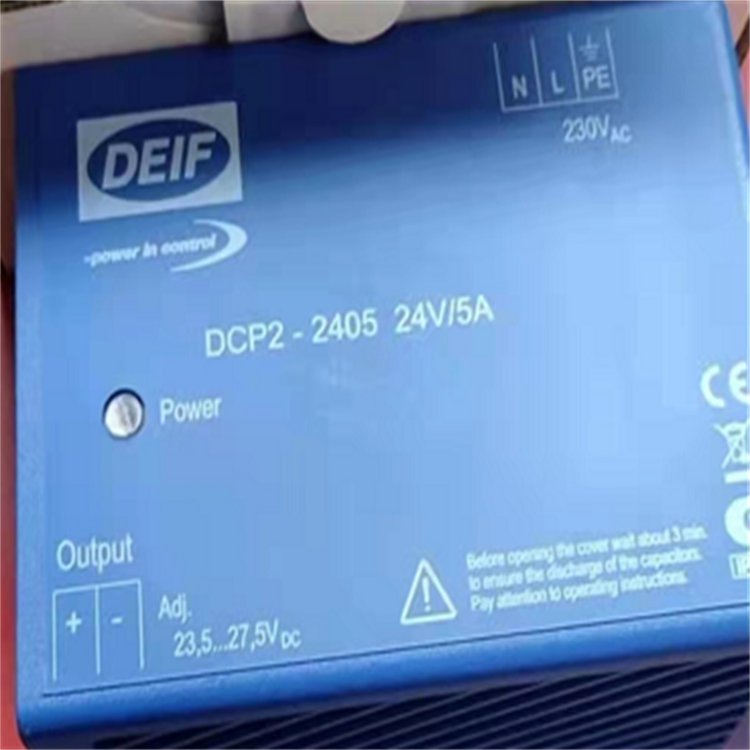 N L PE
230VAC
DEIF
-power in control
DCP2 - 2405 24V/5A
Power
CE
Output
+ -
Adj.
23,5...27,5VDC
Before opening the cover wait about 3 min.
to ensure the discharge of the capacitors.
Pay attention to operating instructions.